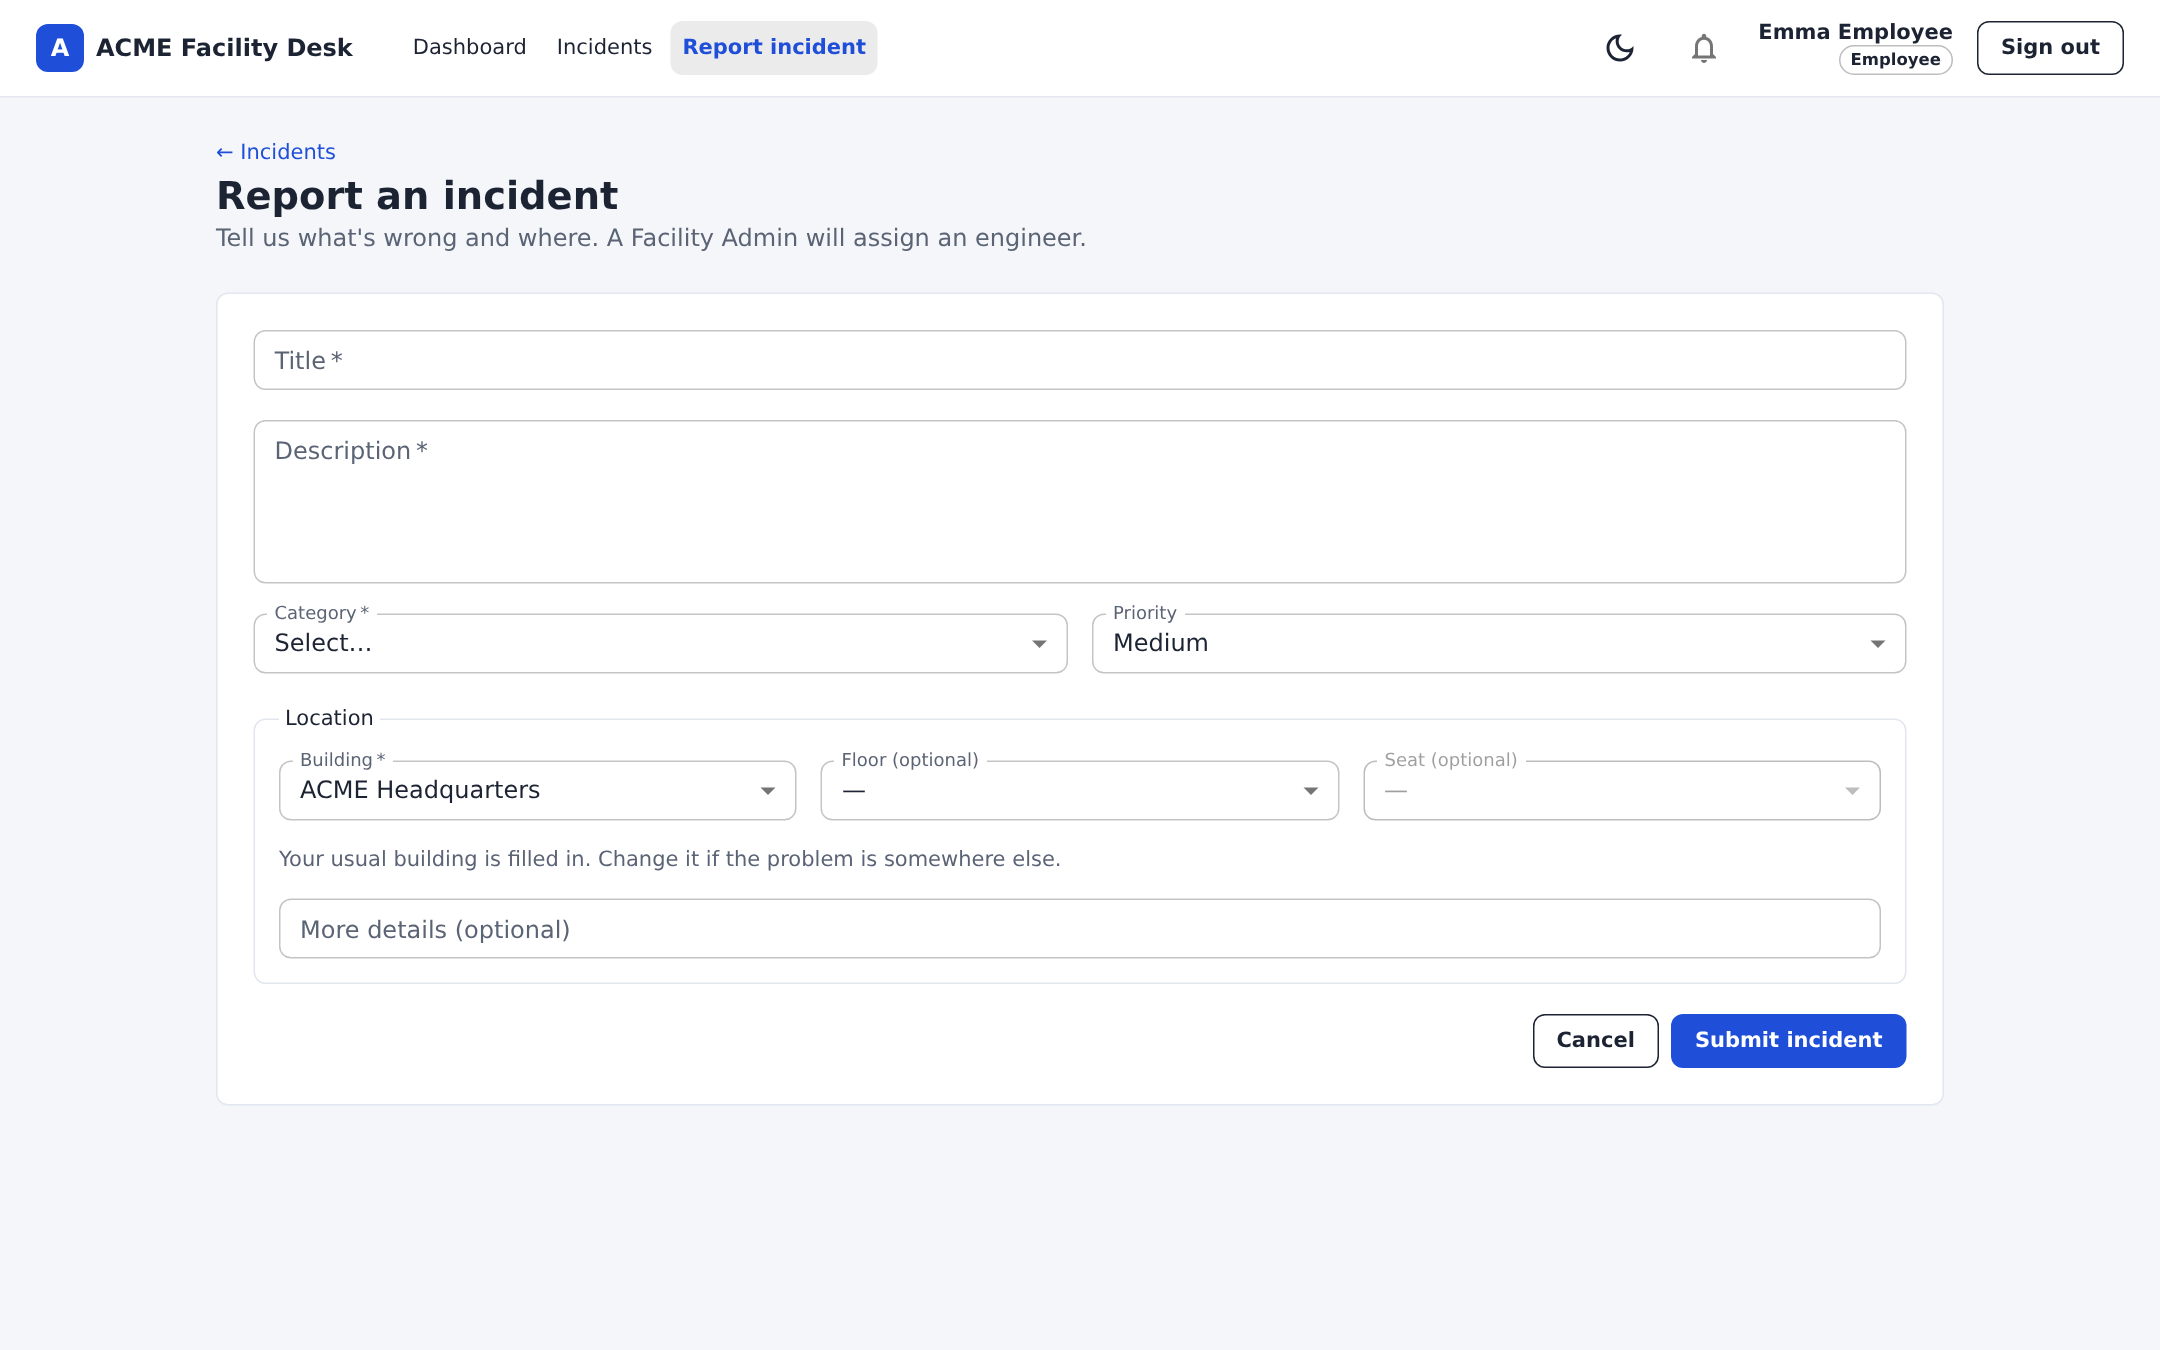 A ACME Facility Desk Dashboard Incidents Report incident Emma Employee Sign out
Employee
← Incidents
Report an incident
Tell us what's wrong and where. A Facility Admin will assign an engineer.
Title *
Description *
Category * Priority
Select... Medium
Location
Building * Floor (optional) Seat (optional)
ACME Headquarters — —
Your usual building is filled in. Change it if the problem is somewhere else.
More details (optional)
Cancel Submit incident